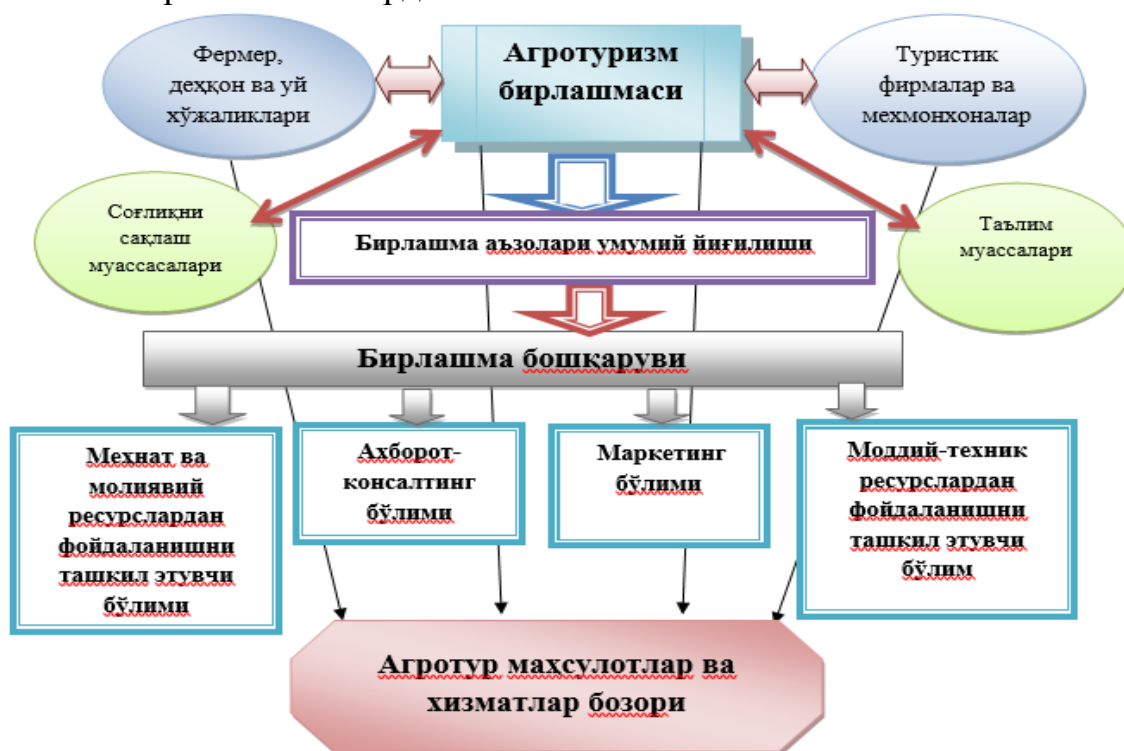 Фермер,
деҳқон ва уй
хўжаликлари
Агротуризм
бирлашмаси
Туристик
фирмалар ва
мехмонхоналар
Соғлиқни
сақлаш
муассасалари
Бирлашма аъзолари умумий йиғилиши
Таълим
муассалари
Бирлашма бошқаруви
Мехнат ва
молиявий
ресурслардан
фойдаланишни
ташкил этувчи
бўлими
Ахборот-
консалтинг
бўлими
Маркетинг
бўлими
Моддий-техник
ресурслардан
фойдаланишни
ташкил этувчи
бўлим
Агротур маҳсулотлар ва
хизматлар бозори